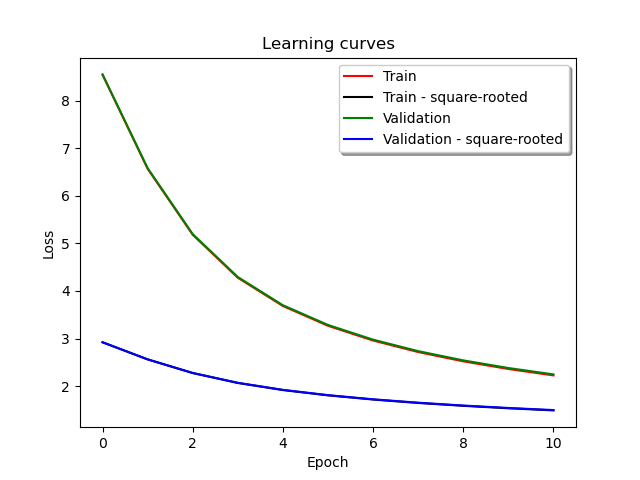 Learning curves
Train
Train - square-rooted
Validation
Validation - square-rooted
8
7
6
5
4
3
2
Loss
0
2
4
6
8
10
Epoch